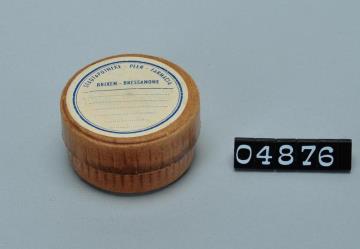 STADTAPOTHEKE - PEER - FARMACIA
BRIXEN - BRESSANONE
04876